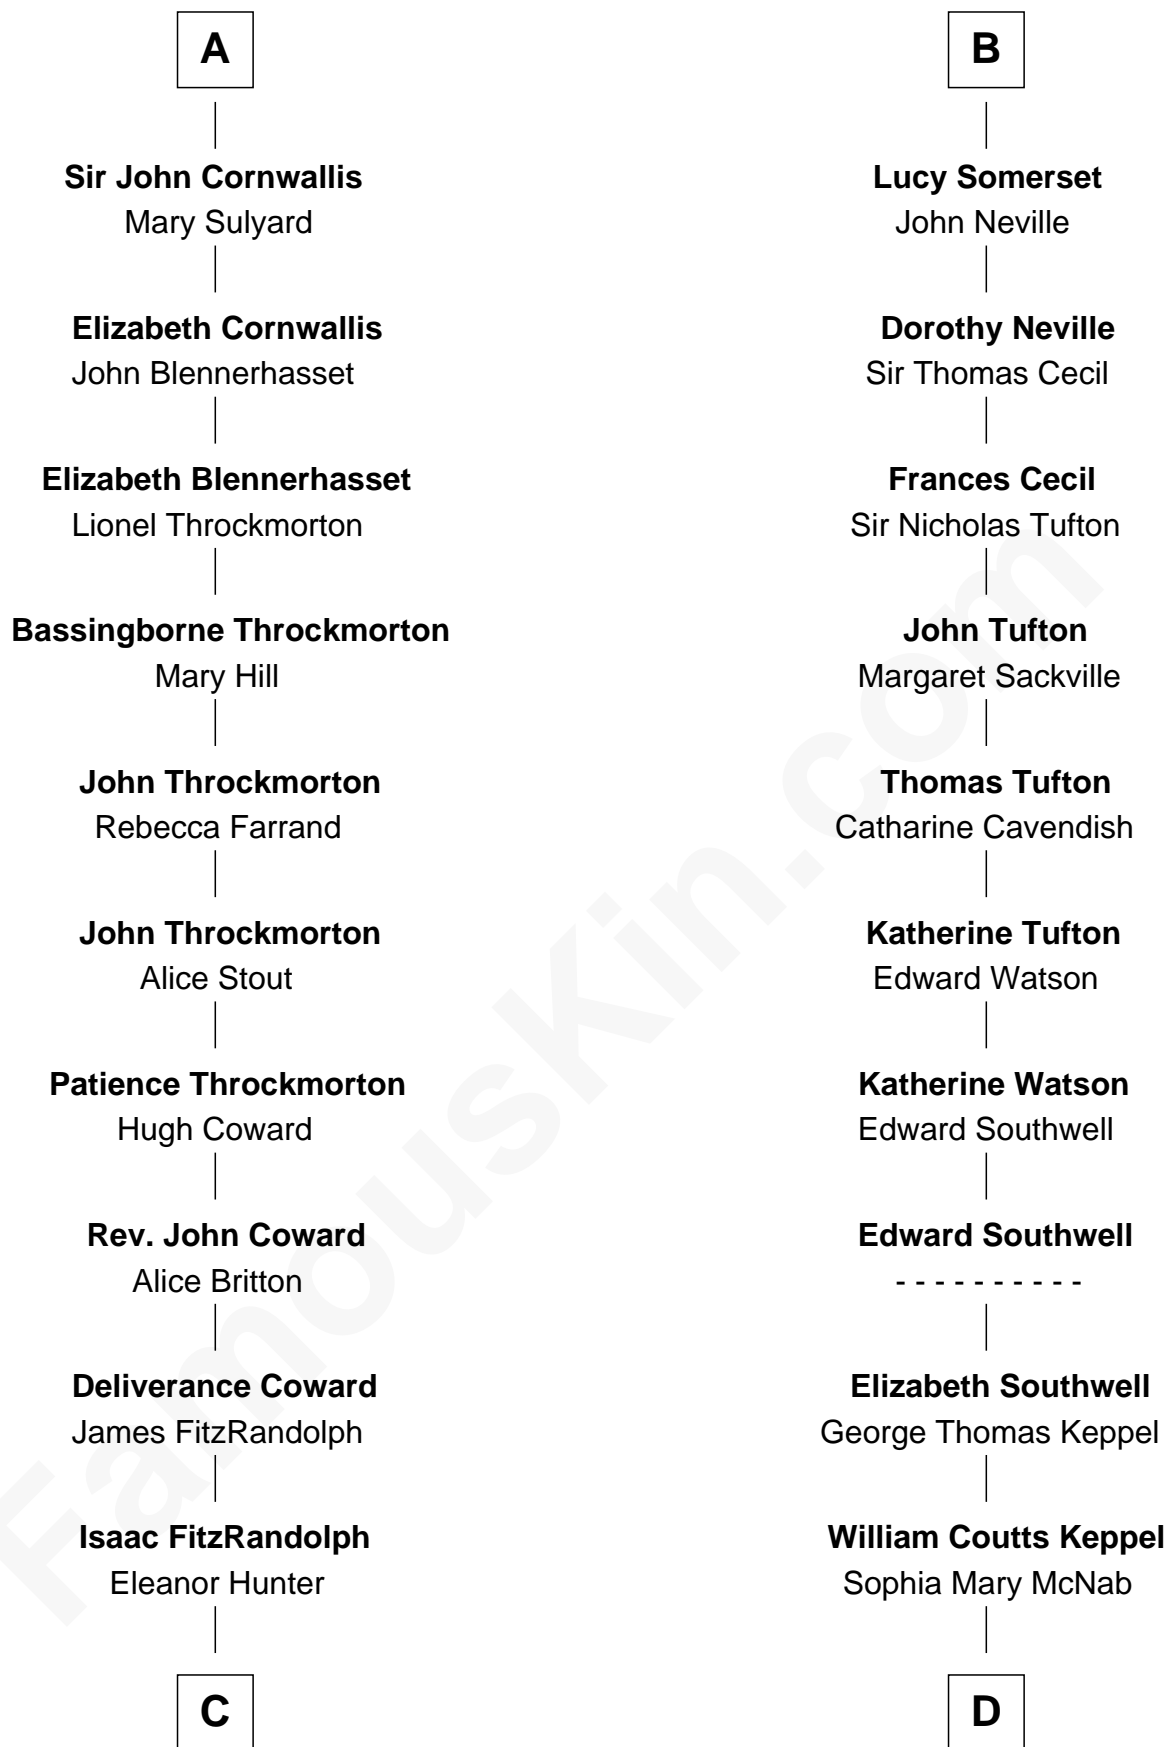 A
Sir John Cornwallis
Mary Sulyard
Elizabeth Cornwallis
John Blennerhasset
Elizabeth Blennerhasset
Lionel Throckmorton
Bassingborne Throckmorton
Mary Hill
John Throckmorton
Rebecca Farrand
John Throckmorton
Alice Stout
Patience Throckmorton
Hugh Coward
Rev. John Coward
Alice Britton
Deliverance Coward
James FitzRandolph
Isaac FitzRandolph
Eleanor Hunter
C
B
Lucy Somerset
John Neville
Dorothy Neville
Sir Thomas Cecil
Frances Cecil
Sir Nicholas Tufton
John Tufton
Margaret Sackville
Thomas Tufton
Catharine Cavendish
Katherine Tufton
Edward Watson
Katherine Watson
Edward Southwell
Edward Southwell
- - - - - - - - - -
Elizabeth Southwell
George Thomas Keppel
William Coutts Keppel
Sophia Mary McNab
D
FamousKin.com